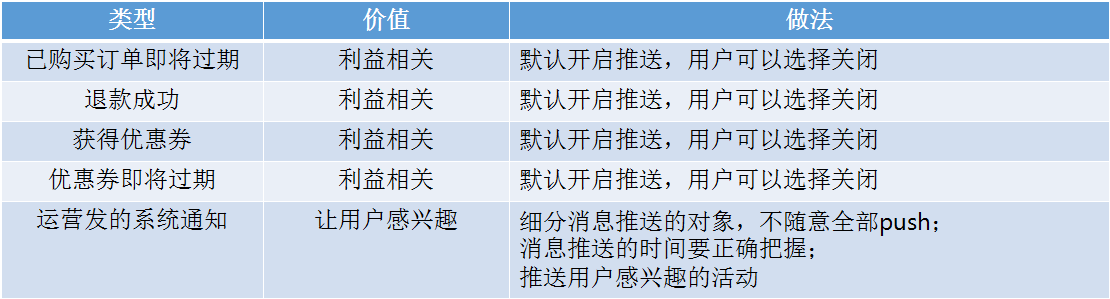 类型 价值 做法
已购买订单即将过期 利益相关 默认开启推送，用户可以选择关闭
退款成功 利益相关 默认开启推送，用户可以选择关闭
获得优惠券 利益相关 默认开启推送，用户可以选择关闭
优惠券即将过期 利益相关 默认开启推送，用户可以选择关闭
运营发的系统通知 让用户感兴趣 细分消息推送的对象，不随意全部push；
消息推送的时间要正确把握；
推送用户感兴趣的活动